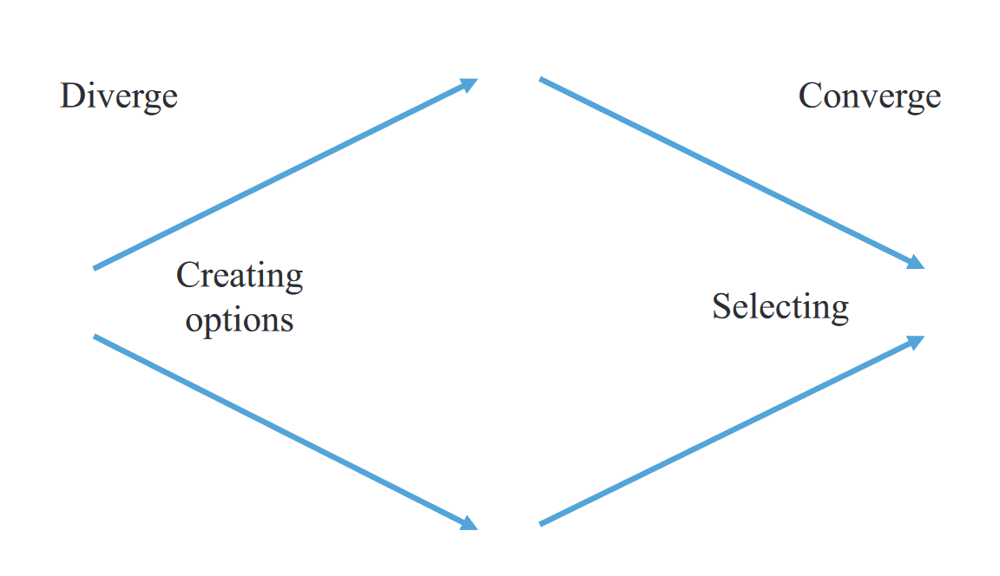 Diverge
Converge
Creating
options
Selecting